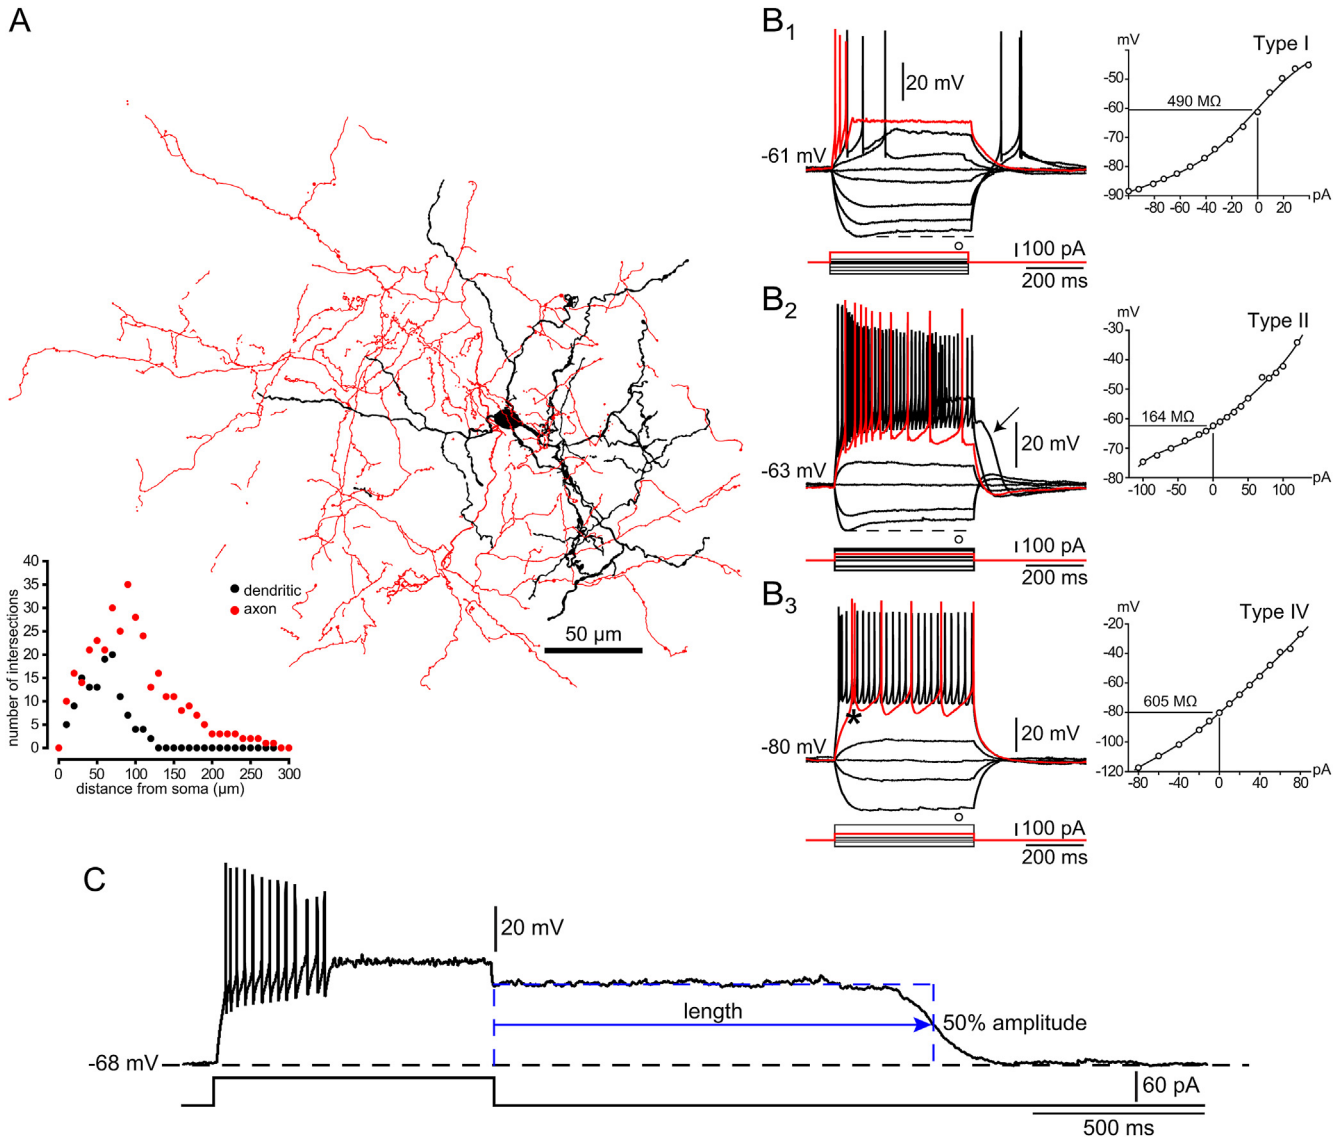 A
50 µm
number of intersections
40
35
30
25
20
15
10
5
0
dendritic
axon
0 50 100 150 200 250 300
distance from soma (µm)
B1
20 mV
-61 mV
100 pA
200 ms
mV
Type I
-50
-60
-70
-80
-90
490 MΩ
-80 -60 -40 -20 0 20
pA
B2
-63 mV
20 mV
100 pA
200 ms
mV
Type II
-30
-40
-50
-60
-70
-80
164 MΩ
-100 -50 0 50 100
pA
B3
*
-80 mV
20 mV
100 pA
200 ms
mV
Type IV
-20
-40
-60
-80
-100
-120
605 MΩ
-80 -40 0 40 80
pA
C
20 mV
length
50% amplitude
-68 mV
60 pA
500 ms